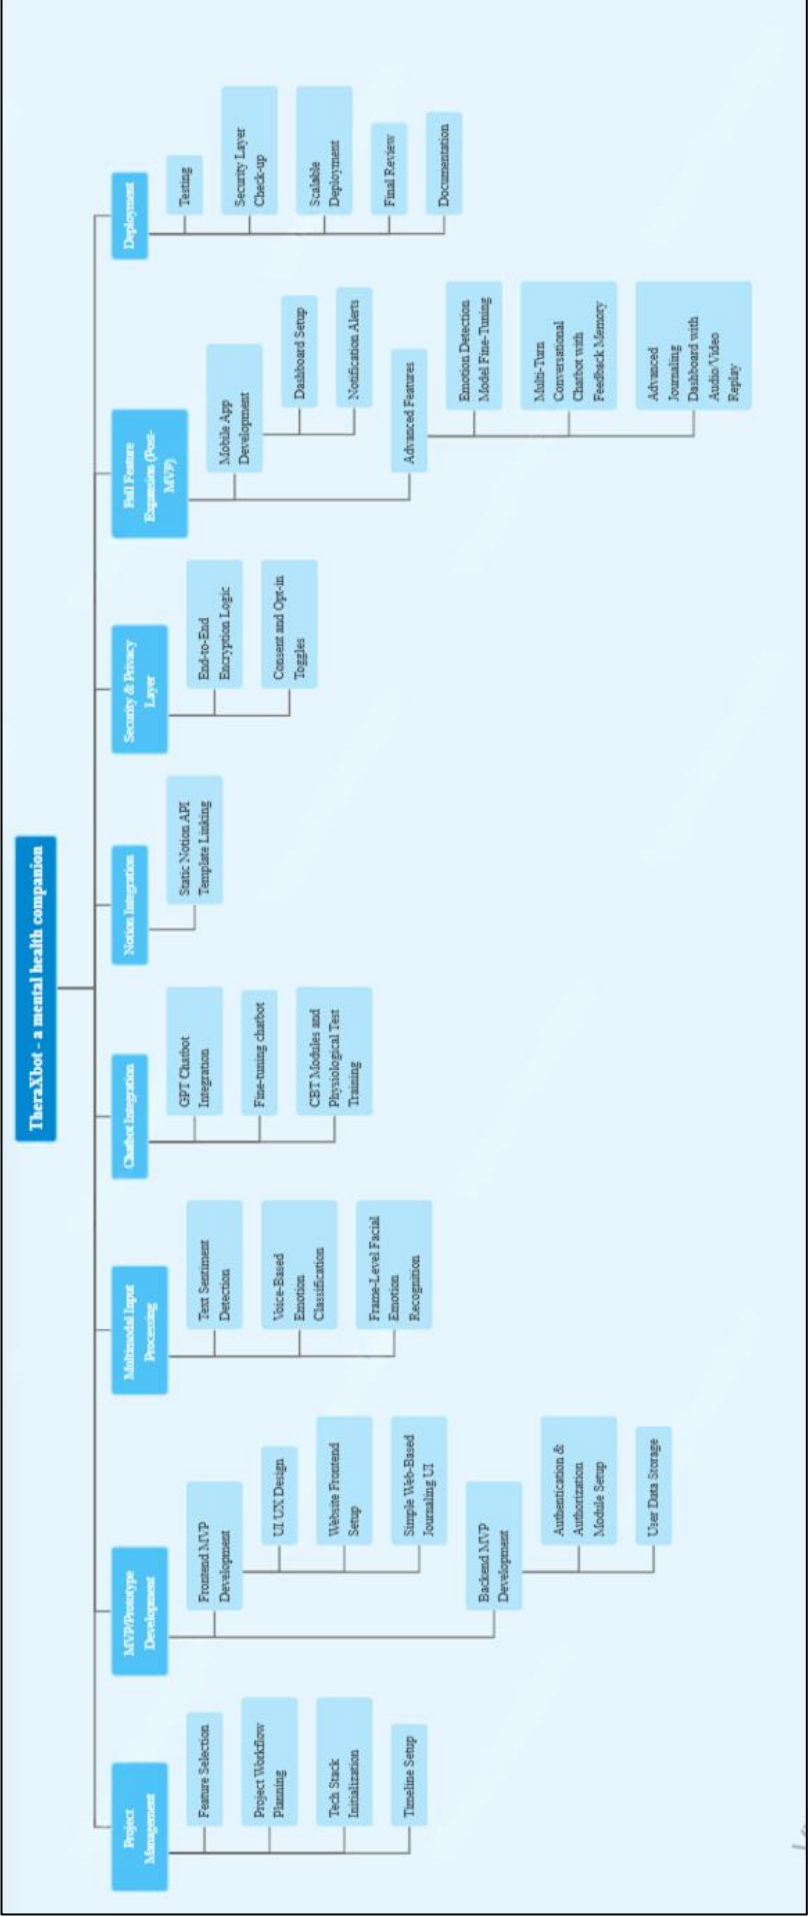 TheraXbot - a mental health companion
Project
Management
Feature Selection
Project Workflow
Planning
Tech Stack
Initialization
Timeline Setup
MVP/Prototype
Development
Frontend MVP
Development
UI UX Design
Website Frontend
Setup
Simple Web-Based
Journaling UI
Backend MVP
Development
Authentication &
Authorization
Module Setup
User Data Storage
Multimodal Input
Processing
Text Sentiment
Detection
Voice-Based
Emotion
Classification
Frame-Level Facial
Emotion
Recognition
Chatbot Integration
GPT Chatbot
Integration
Fine-tuning chatbot
CBT Modules and
Physiological Test
Training
Notion Integration
Static Notion API
Template Linking
Security & Privacy
Layer
End-to-End
Encryption Logic
Consent and Opt-in
Toggles
Full Feature
Expansion (Post-
MVP)
Mobile App
Development
Dashboard Setup
Notification Alerts
Advanced Features
Emotion Detection
Model Fine-Tuning
Multi-Turn
Conversational
Chatbot with
Feedback Memory
Advanced
Journaling
Dashboard with
Audio/Video
Replay
Deployment
Testing
Security Layer
Check-up
Scalable
Deployment
Final Review
Documentation